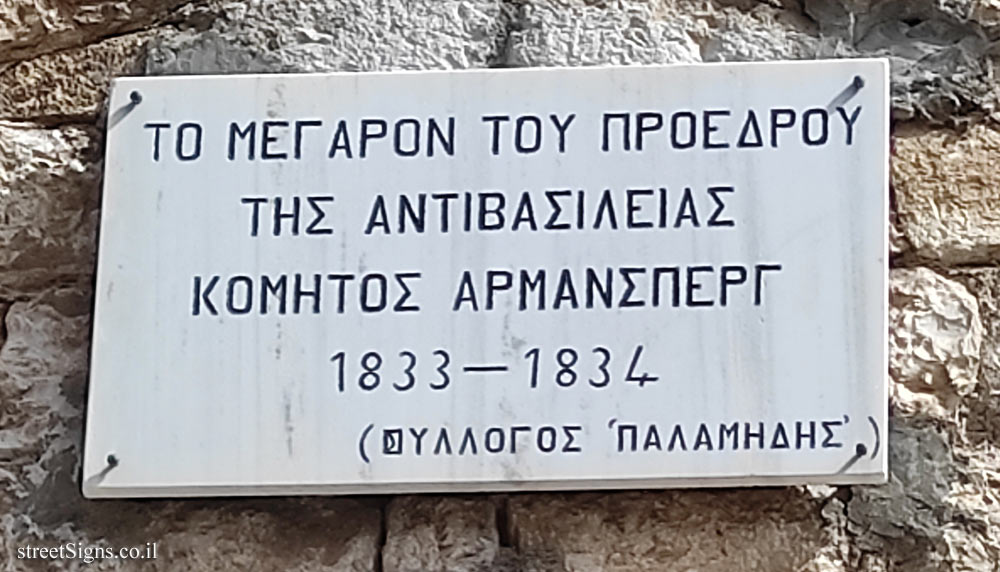 ΤΟ ΜΕΓΑΡΟΝ ΤΟΥ ΠΡΟΕΔΡΟΥ
ΤΗΣ ΑΝΤΙΒΑΣΙΛΕΙΑΣ
ΚΟΜΗΤΟΣ ΑΡΜΑΝΣΠΕΡΓ
1833—1834
(ΣΥΛΛΟΓΟΣ ‘ΠΑΛΑΜΗΔΗΣ’)
streetSigns.co.il